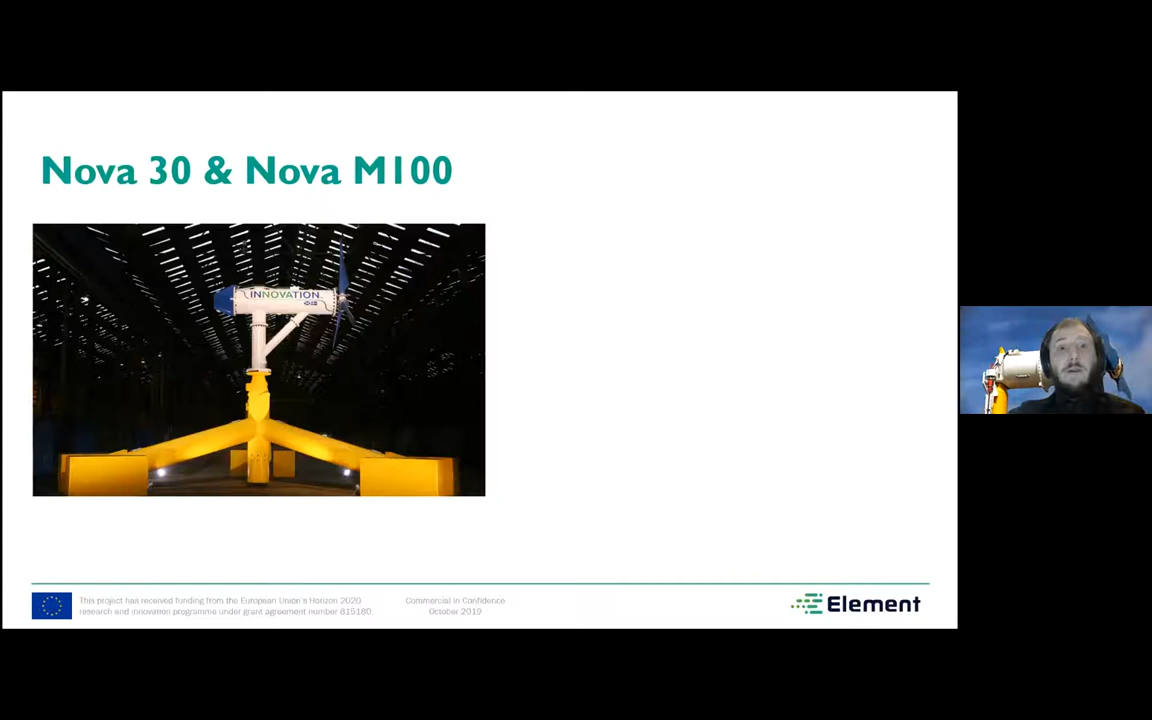 Nova 30 & Nova M100
INNOVATION
This project has received funding from the European Union's Horizon 2020
research and innovation programme under grant agreement number 815180.
Commercial in Confidence
October 2019
Element